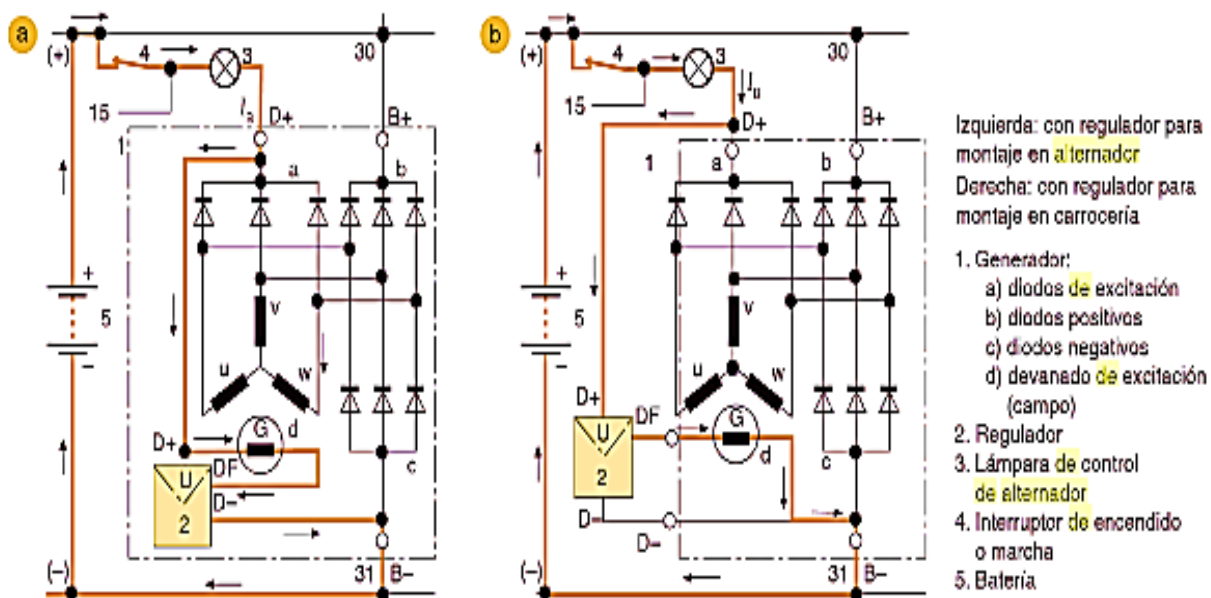 a
(+)
4
3
30
15
D+
B+
1
a
b
+
5
–
v
u
w
D+
G
d
DF
U
D–
2
c
(–)
31
B–
b
(+)
4
3
30
15
D+
B+
1
a
b
+
5
–
v
u
w
D+
DF
G
d
U
2
c
D–
D–
(–)
31
B–
Izquierda: con regulador para
montaje en alternador
Derecha: con regulador para
montaje en carrocería
1. Generador:
a) diodos de excitación
b) diodos positivos
c) diodos negativos
d) devanado de excitación
(campo)
2. Regulador
3. Lámpara de control
de alternador
4. Interruptor de encendido
o marcha
5. Batería